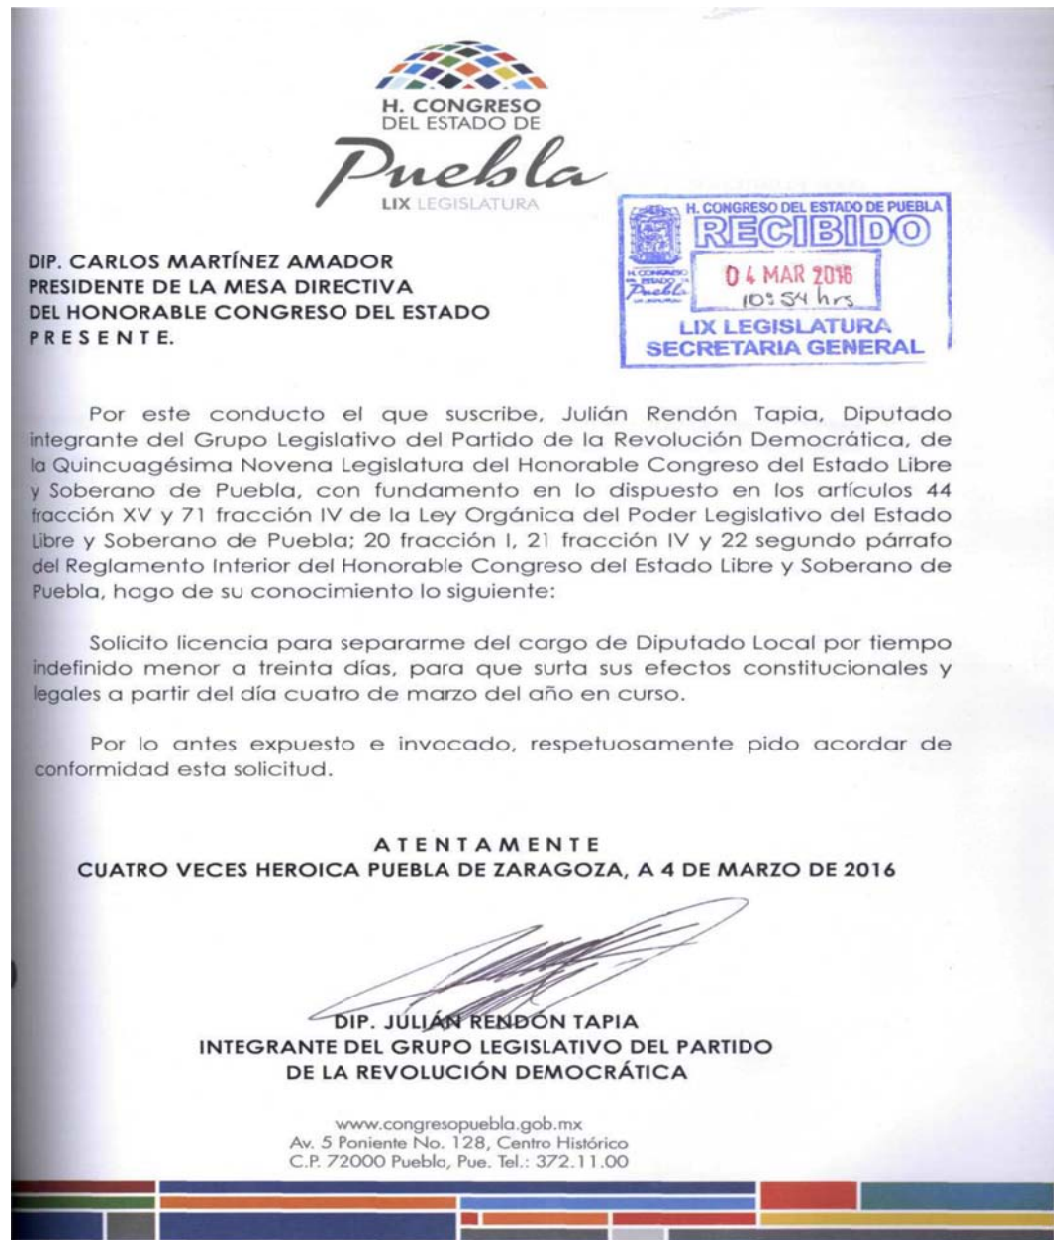 H. CONGRESO
DEL ESTADO DE
Puebla
LIX LEGISLATURA
H. CONGRESO DEL ESTADO DE PUEBLA
RECIBIDO
04 MAR 2016
10:54 hrs
H. CONGRESO
DEL ESTADO DE
Puebla
LIX LEGISLATURA
SECRETARIA GENERAL
DIP. CARLOS MARTÍNEZ AMADOR
PRESIDENTE DE LA MESA DIRECTIVA
DEL HONORABLE CONGRESO DEL ESTADO
P R E S E N T E.
Por este conducto el que suscribe, Julián Rendón Tapia, Diputado
integrante del Grupo Legislativo del Partido de la Revolución Democrática, de
la Quincuagésima Novena Legislatura del Honorable Congreso del Estado Libre
y Soberano de Puebla, con fundamento en lo dispuesto en los artículos 44
fracción XV y 71 fracción IV de la Ley Orgánica del Poder Legislativo del Estado
Libre y Soberano de Puebla; 20 fracción I, 21 fracción IV y 22 segundo párrafo
del Reglamento Interior del Honorable Congreso del Estado Libre y Soberano de
Puebla, hago de su conocimiento lo siguiente:
Solicito licencia para separarme del cargo de Diputado Local por tiempo
indefinido menor a treinta días, para que surta sus efectos constitucionales y
legales a partir del día cuatro de marzo del año en curso.
Por lo antes expuesto e invocado, respetuosamente pido acordar de
conformidad esta solicitud.
A T E N T A M E N T E
CUATRO VECES HEROICA PUEBLA DE ZARAGOZA, A 4 DE MARZO DE 2016
DIP. JULIÁN RENDÓN TAPIA
INTEGRANTE DEL GRUPO LEGISLATIVO DEL PARTIDO
DE LA REVOLUCIÓN DEMOCRÁTICA
www.congresopuebla.gob.mx
Av. 5 Poniente No. 128, Centro Histórico
C.P. 72000 Puebla, Pue. Tel.: 372.11.00